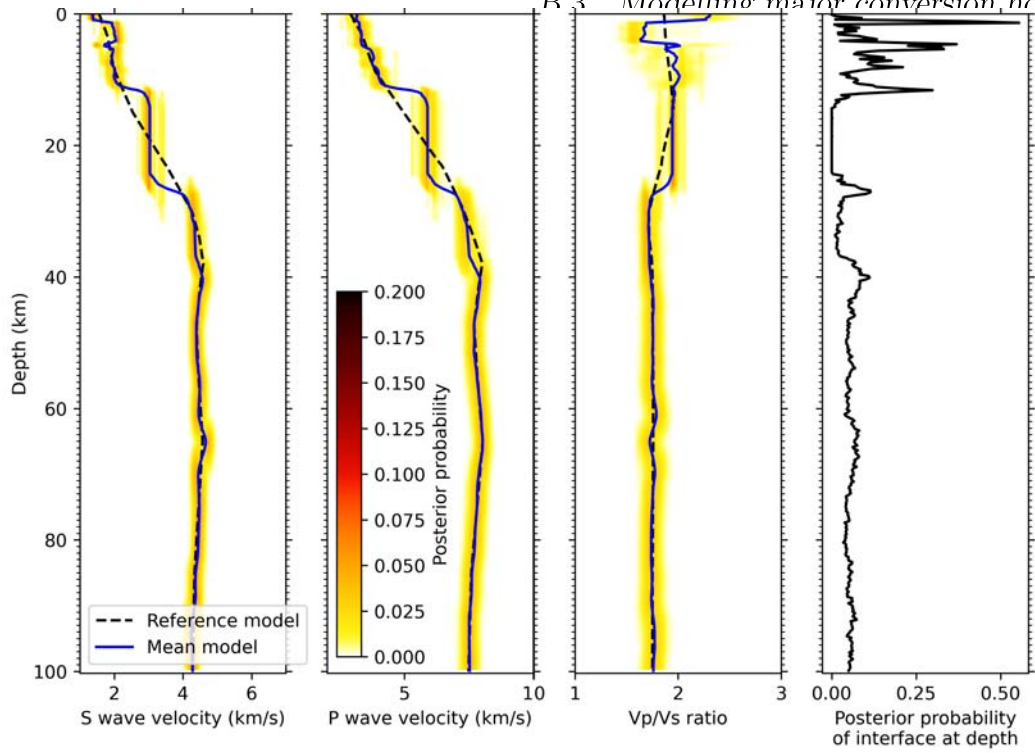 B.3 Modelling major conversion
0
20
40
60
80
100
Depth (km)
2
4
6
S wave velocity (km/s)
Reference model
Mean model
0.200
0.175
0.150
0.125
0.100
0.075
0.050
0.025
0.000
Posterior probability
5
10
P wave velocity (km/s)
1
2
3
Vp/Vs ratio
0.00
0.25
0.50
Posterior probability
of interface at depth